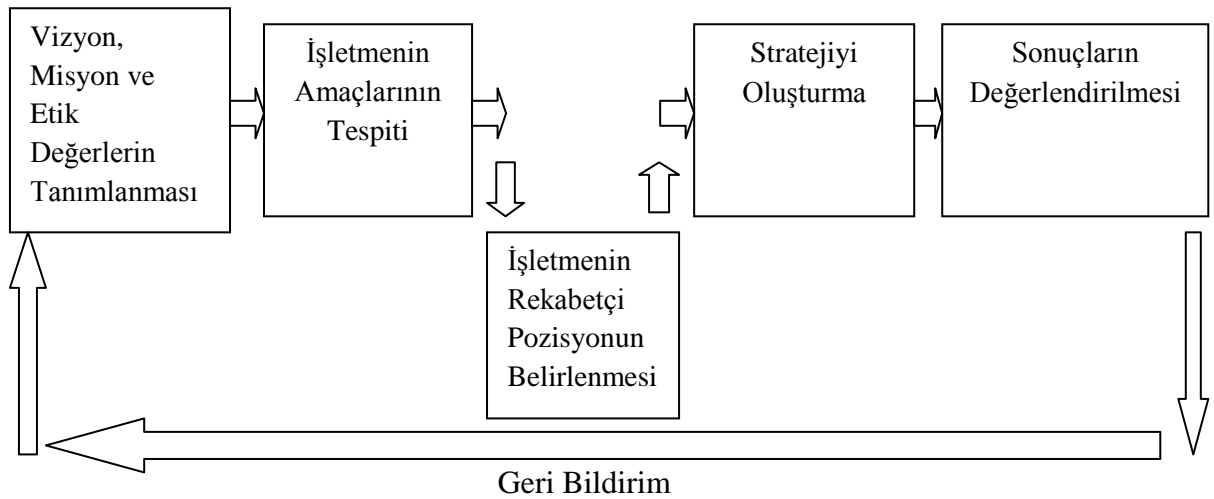 Vizyon,
Misyon ve
Etik
Değerlerin
Tanımlanması
İşletmenin
Amaçlarının
Tespiti
İşletmenin
Rekabetçi
Pozisyonun
Belirlenmesi
Stratejiyi
Oluşturma
Sonuçların
Değerlendirilmesi
Geri Bildirim